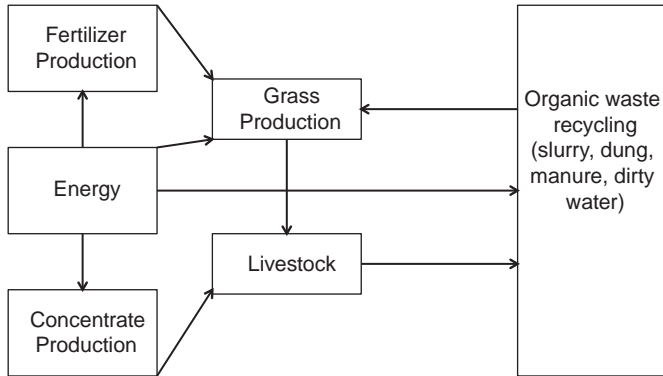 Fertilizer
Production
Grass
Production
Organic waste
recycling
(slurry, dung,
manure, dirty
water)
Energy
Livestock
Concentrate
Production